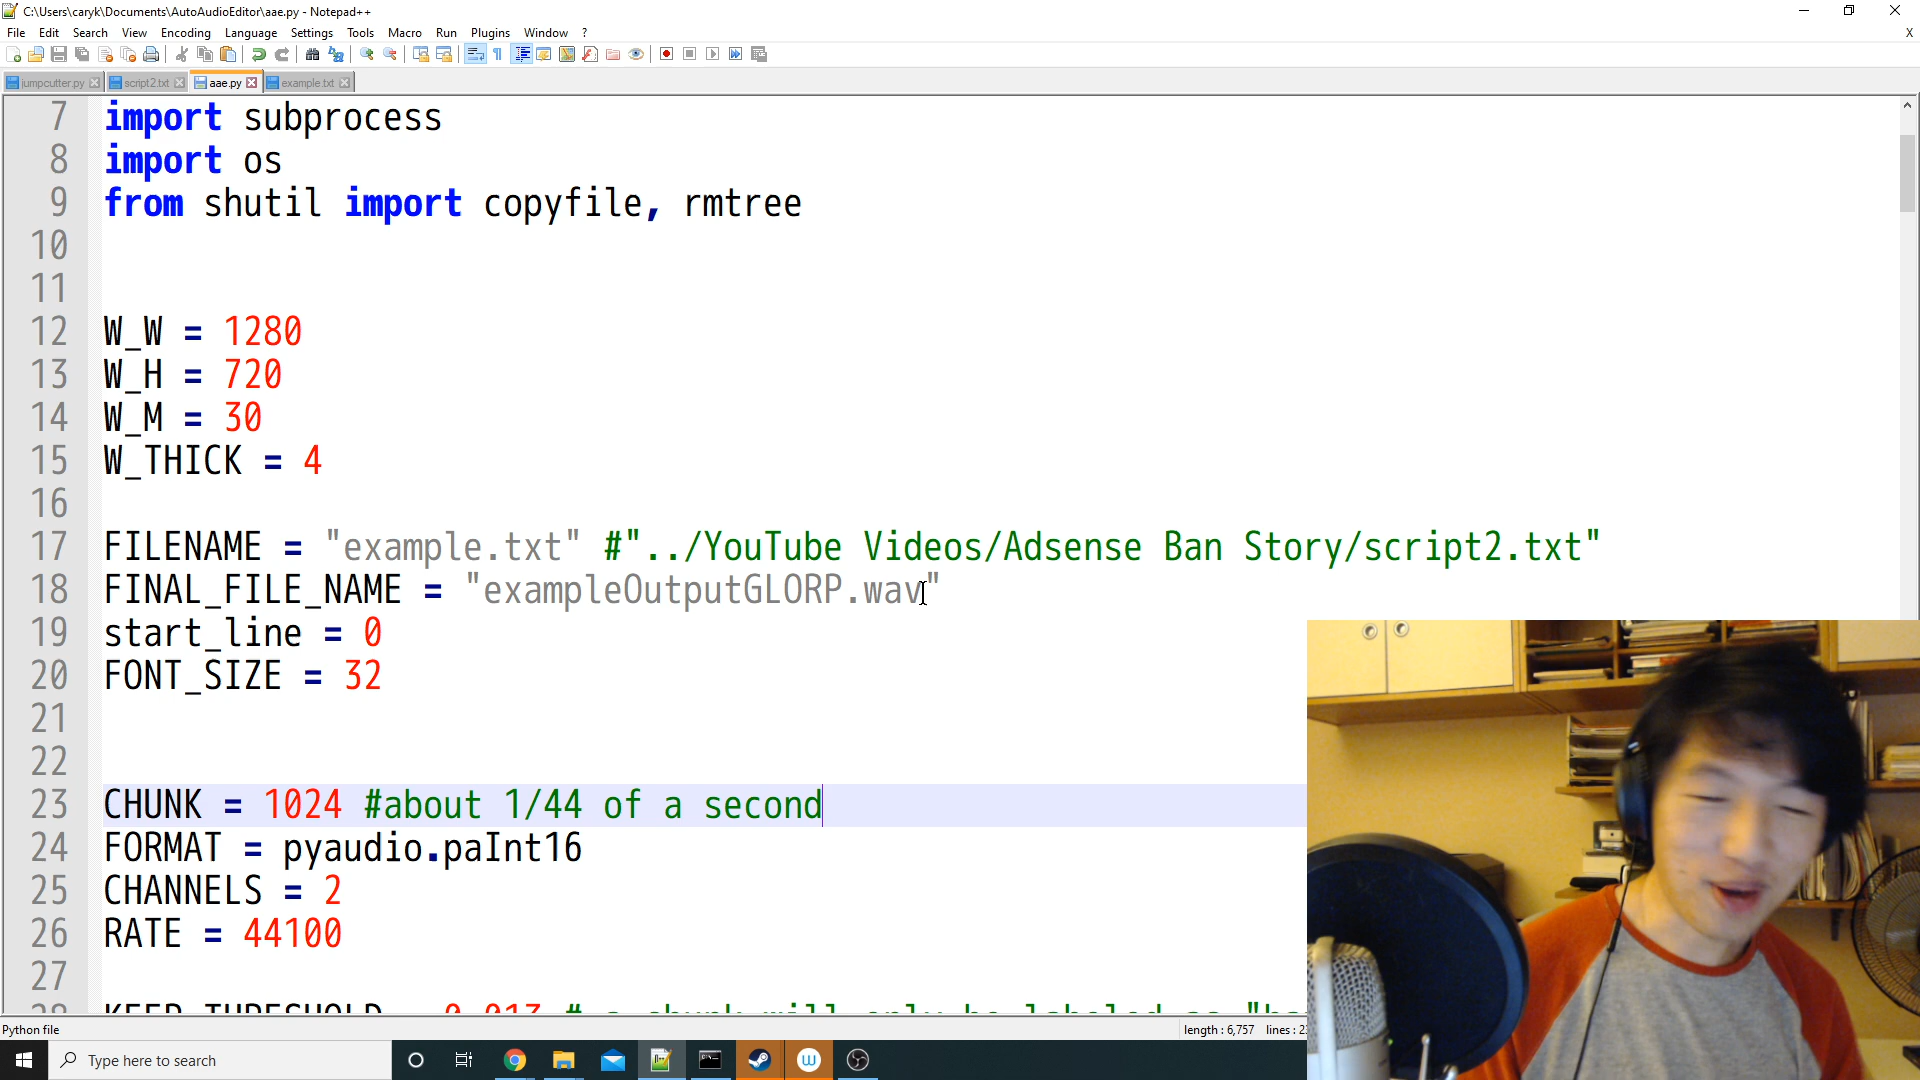 C:\Users\caryk\Documents\AutoAudioEditor\aae.py - Notepad++
File Edit Search View Encoding Language Settings Tools Macro Run Plugins Window ? X
jumpcutter.py script2.txt aae.py example.txt
7 import subprocess
8 import os
9 from shutil import copyfile, rmtree
10
11
12 W_W = 1280
13 W_H = 720
14 W_M = 30
15 W_THICK = 4
16
17 FILENAME = "example.txt" #"../YouTube Videos/Adsense Ban Story/script2.txt"
18 FINAL_FILE_NAME = "exampleOutputGLORP.wav"
19 start_line = 0
20 FONT_SIZE = 32
21
22
23 CHUNK = 1024 #about 1/44 of a second
24 FORMAT = pyaudio.paInt16
25 CHANNELS = 2
26 RATE = 44100
27
Python file length : 6,757 lines :
Type here to search